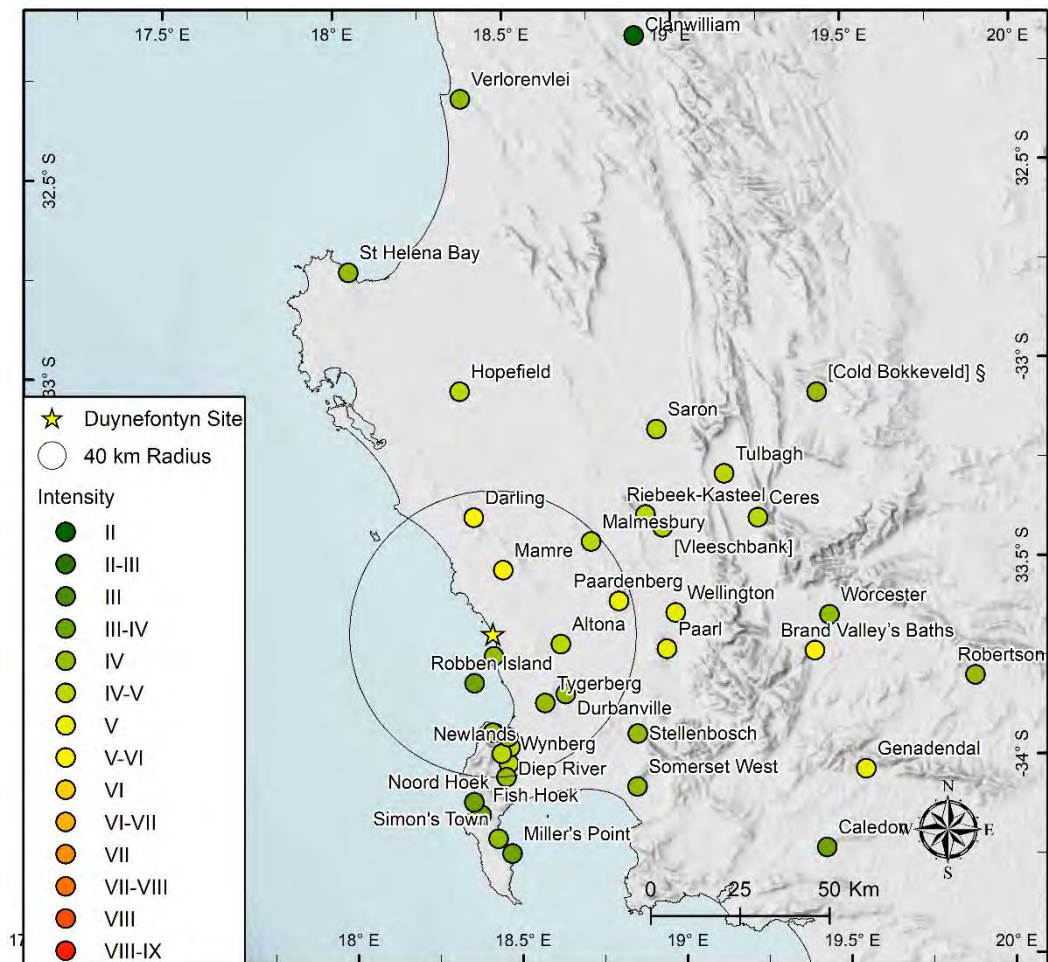 17.5° E 18° E 18.5° E 19° E 19.5° E 20° E
Clanwilliam
Verlorenvlei
32.5° S
32.5° S
St Helena Bay
-33° S
-33° S
Hopefield
[Cold Bokkeveld] §
Saron
Tulbagh
Darling
Riebeek-Kasteel
Ceres
Malmesbury
[Vleeschbank]
Mamre
33.5° S
Paardenberg
Wellington
Worcester
Altona
Paarl
Brand Valley's Baths
Robben Island
Robertson
Tygerberg
Durbanville
Newlands
Wynberg
Stellenbosch
-34° S
Genadendal
Diep River
Somerset West
Noord Hoek
Fish Hoek
Simon's Town
Miller's Point
Caledon
N
W
E
S
0 25 50 Km
Duynefontyn Site
40 km Radius
Intensity
II
II-III
III
III-IV
IV
IV-V
V
V-VI
VI
VI-VII
VII
VII-VIII
VIII
VIII-IX
18° E 18.5° E 19° E 19.5° E 20° E